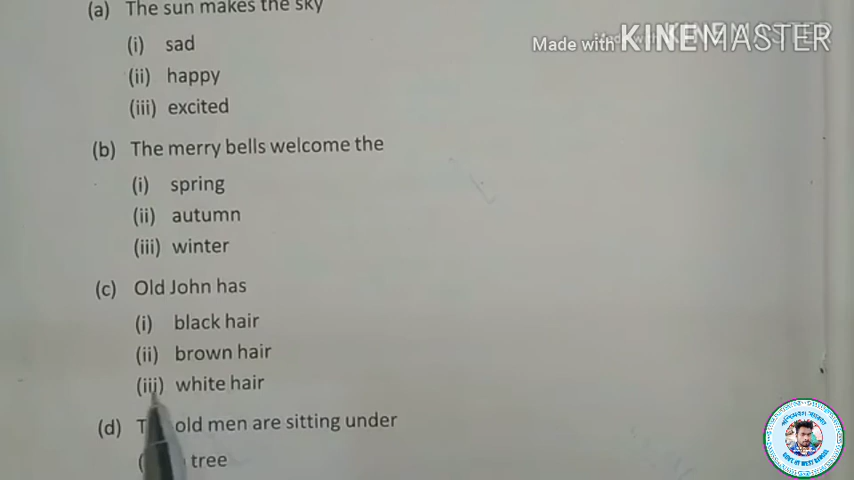 (a) The sun makes the sky
Made with KINEMASTER
(i) sad
(ii) happy
(iii) excited
(b) The merry bells welcome the
(i) spring
(ii) autumn
(iii) winter
(c) Old John has
(i) black hair
(ii) brown hair
(iii) white hair
(d) old men are sitting under
tree